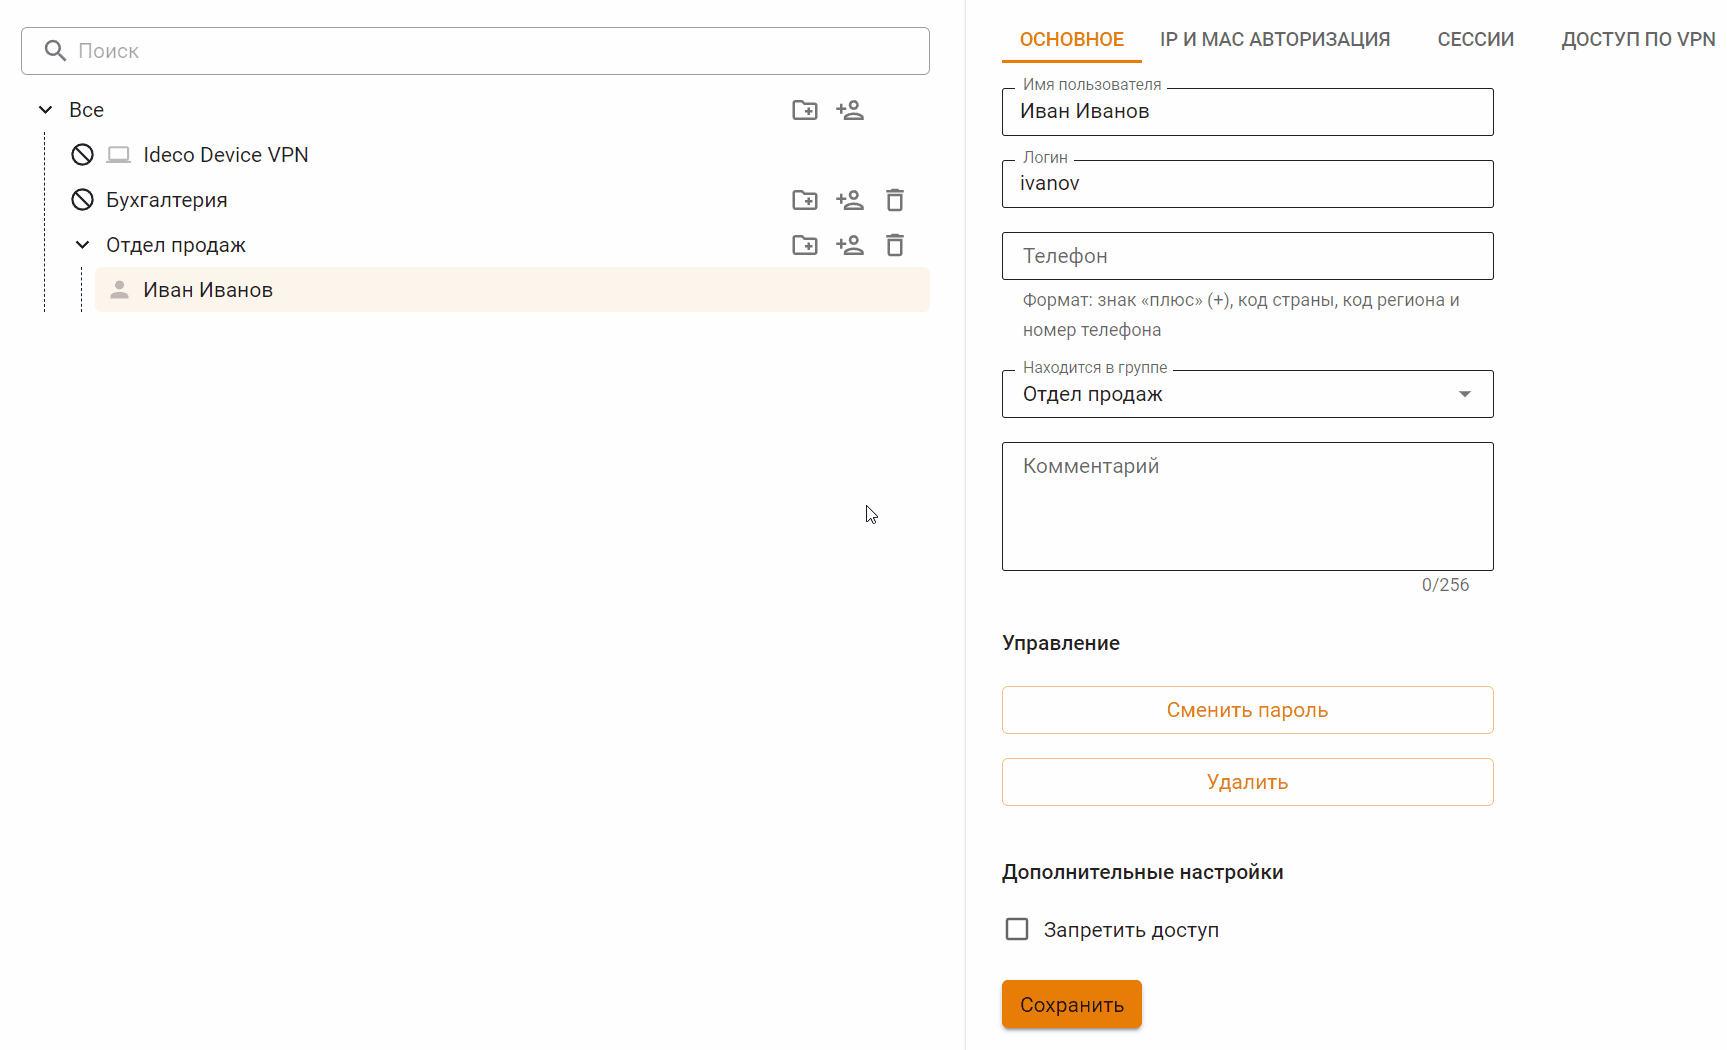 Поиск
Все
Ideco Device VPN
Бухгалтерия
Отдел продаж
Иван Иванов
ОСНОВНОЕ IP И MAC АВТОРИЗАЦИЯ СЕССИИ ДОСТУП ПО VPN
Имя пользователя
Иван Иванов
Логин
ivanov
Телефон
Формат: знак «плюс» (+), код страны, код региона и
номер телефона
Находится в группе
Отдел продаж
Комментарий
0/256
Управление
Сменить пароль
Удалить
Дополнительные настройки
Запретить доступ
Сохранить